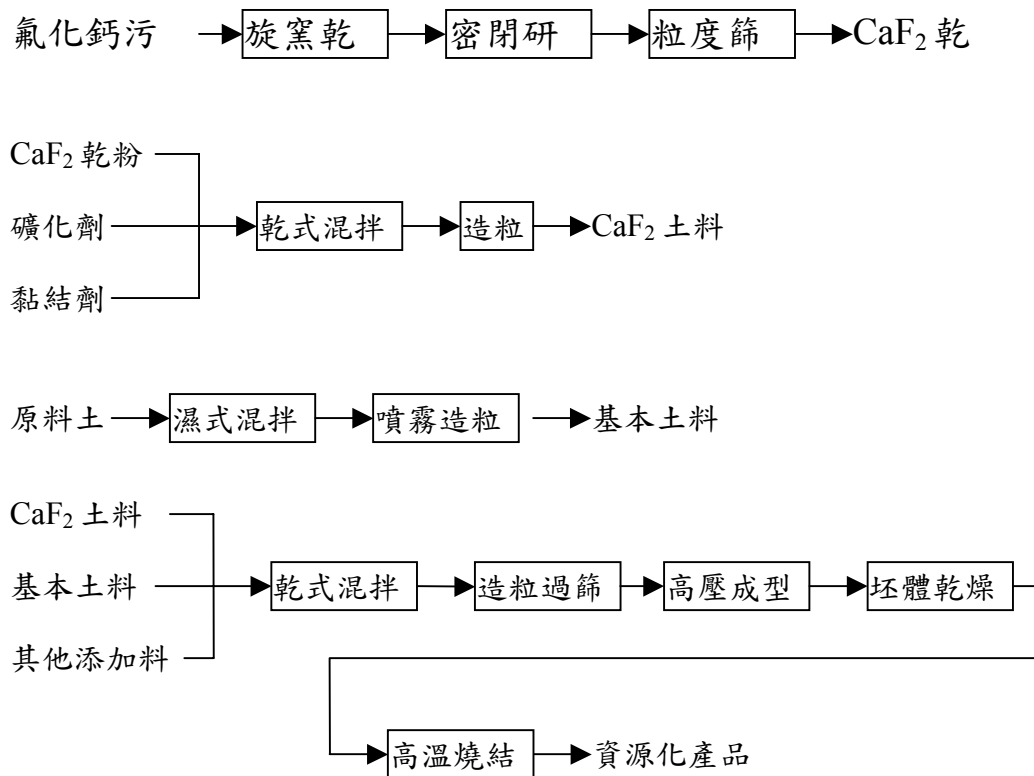 氟化鈣污 旋窯乾 密閉研 粒度篩 CaF₂ 乾
CaF₂ 乾粉
礦化劑 乾式混拌 造粒 CaF₂ 土料
黏結劑
原料土 濕式混拌 噴霧造粒 基本土料
CaF₂ 土料
基本土料 乾式混拌 造粒過篩 高壓成型 坯體乾燥
其他添加料
高溫燒結 資源化產品